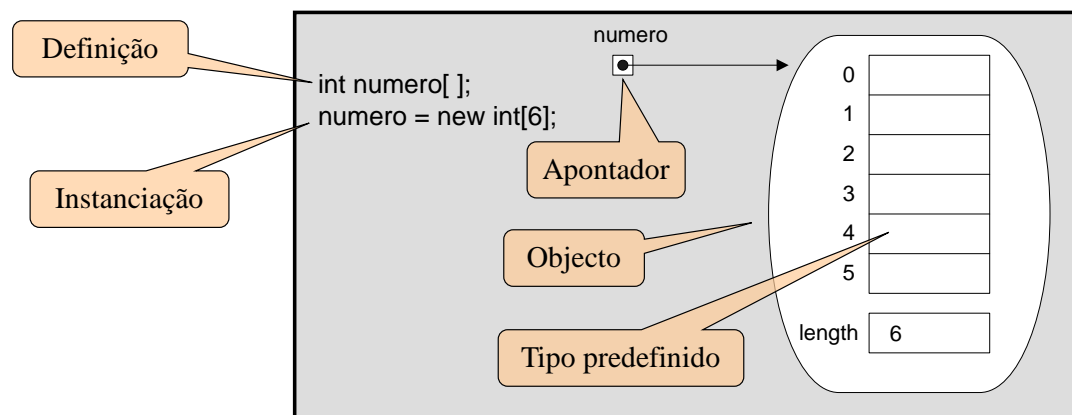 Definição
int numero[ ];
numero = new int[6];
Instanciação
numero
Apontador
Objecto
Tipo predefinido
0
1
2
3
4
5
length 6